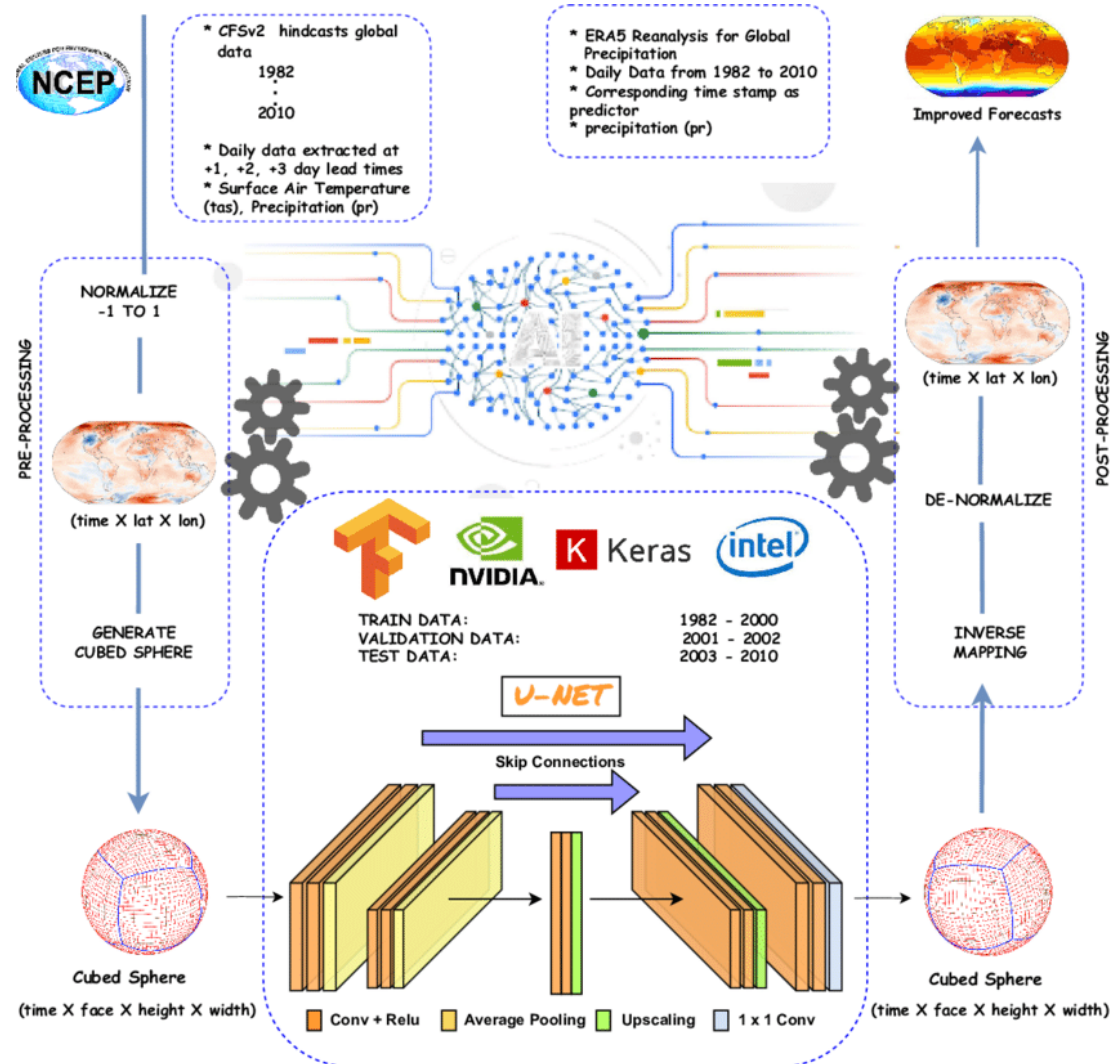 NCEP
* CFSv2 hindcasts global
data
1982
2010
* Daily data extracted at
+1, +2, +3 day lead times
* Surface Air Temperature
(tas), Precipitation (pr)
* ERA5 Reanalysis for Global
Precipitation
* Daily Data from 1982 to 2010
* Corresponding time stamp as
predictor
* precipitation (pr)
Improved Forecasts
PRE-PROCESSING
NORMALIZE
-1 TO 1
(time X lat X lon)
GENERATE
CUBED SPHERE
Cubed Sphere
(time X face X height X width)
AI
NVIDIA.
K Keras
intel
TRAIN DATA: 1982 - 2000
VALIDATION DATA: 2001 - 2002
TEST DATA: 2003 - 2010
U-NET
Skip Connections
Conv + Relu
Average Pooling
Upscaling
1 x 1 Conv
POST-PROCESSING
(time X lat X lon)
DE-NORMALIZE
INVERSE
MAPPING
Cubed Sphere
(time X face X height X width)